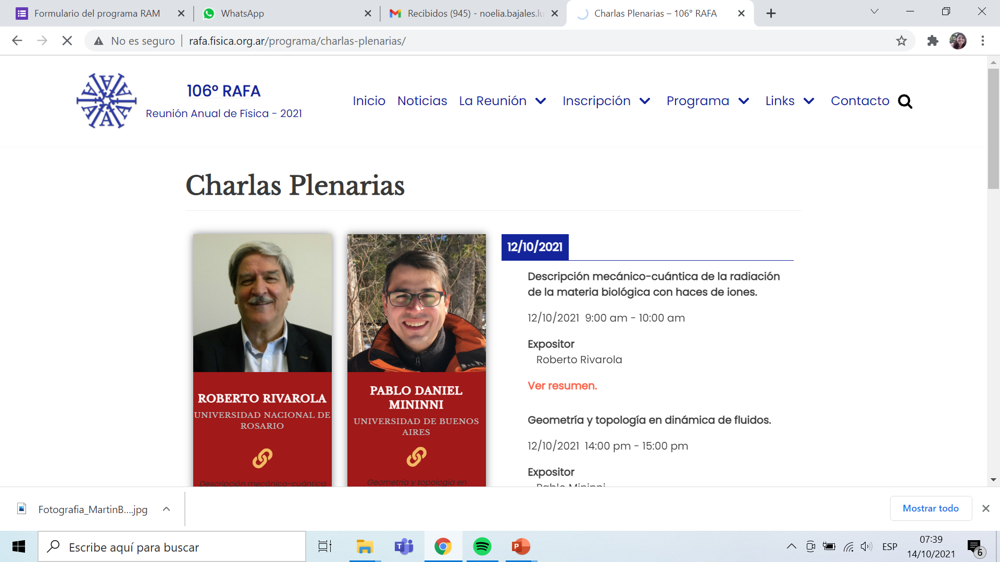 Formulario del programa RAM
WhatsApp
Recibidos (945) - noelia.bajales.lu
Charlas Plenarias – 106° RAFA
No es seguro
rafa.fisica.org.ar/programa/charlas-plenarias/
106° RAFA
Reunión Anual de Física - 2021
Inicio
Noticias
La Reunión
Inscripción
Programa
Links
Contacto
Charlas Plenarias
ROBERTO RIVAROLA
UNIVERSIDAD NACIONAL DE
ROSARIO
Descripción mecánico-cuántica
PABLO DANIEL
MININNI
UNIVERSIDAD DE BUENOS
AIRES
Geometría y topología en
12/10/2021
Descripción mecánico-cuántica de la radiación
de la materia biológica con haces de iones.
12/10/2021 9:00 am - 10:00 am
Expositor
Roberto Rivarola
Ver resumen.
Geometría y topología en dinámica de fluidos.
12/10/2021 14:00 pm - 15:00 pm
Expositor
Pablo Mininni
Fotografia_MartinB....jpg
Mostrar todo
Escribe aquí para buscar
ESP
07:39
14/10/2021
6